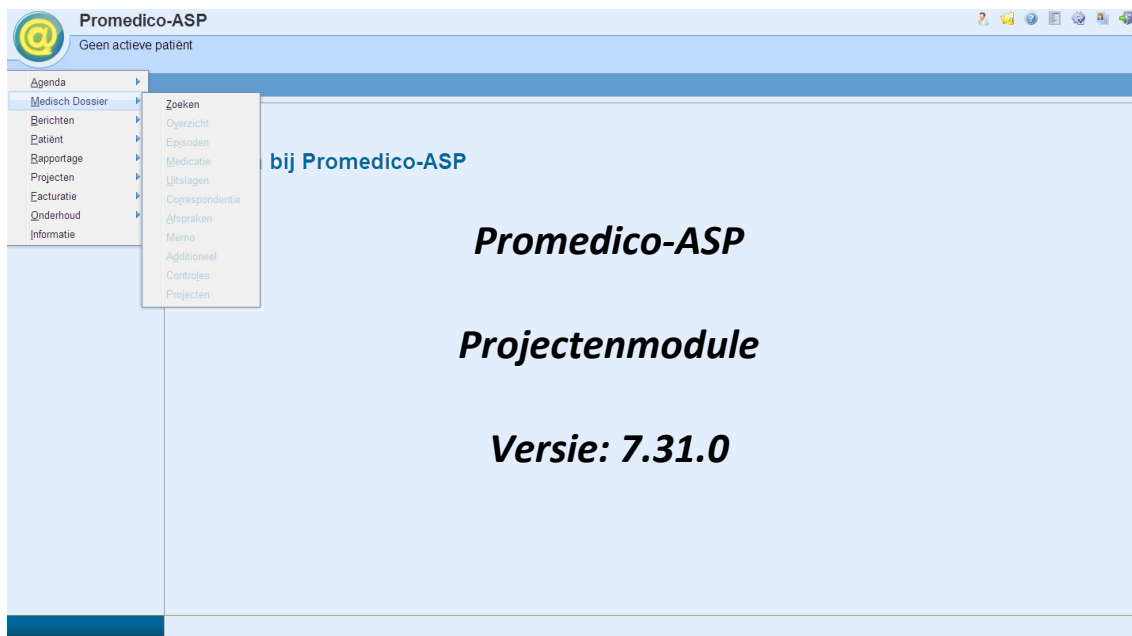 Promedico-ASP
Geen actieve patiënt
Agenda
Medisch Dossier
Berichten
Patiënt
Rapportage
Projecten
Facturatie
Onderhoud
Informatie
Zoeken
Overzicht
Episoden
Medicatie
Uitslagen
Correspondentie
Afspraken
Memo
Additioneel
Controles
Projecten
bij Promedico-ASP
Promedico-ASP
Projectenmodule
Versie: 7.31.0